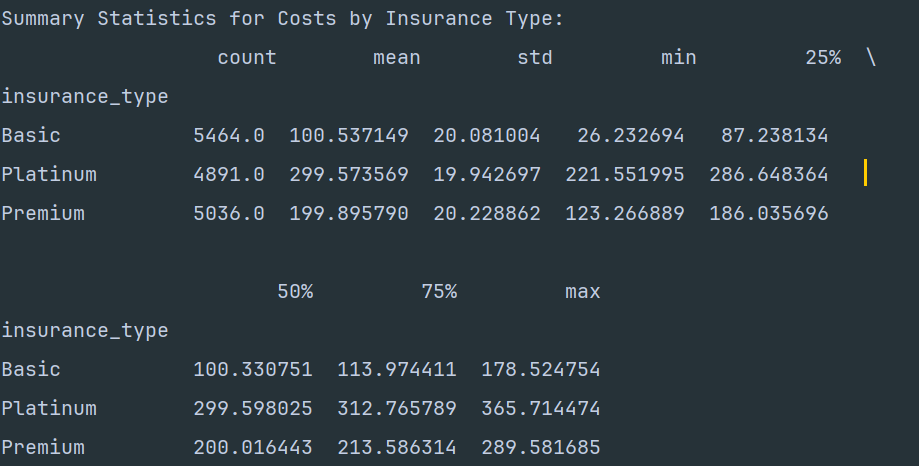 Summary Statistics for Costs by Insurance Type:
count mean std min 25% \
insurance_type
Basic 5464.0 100.537149 20.081004 26.232694 87.238134
Platinum 4891.0 299.573569 19.942697 221.551995 286.648364
Premium 5036.0 199.895790 20.228862 123.266889 186.035696
50% 75% max
insurance_type
Basic 100.330751 113.974411 178.524754
Platinum 299.598025 312.765789 365.714474
Premium 200.016443 213.586314 289.581685